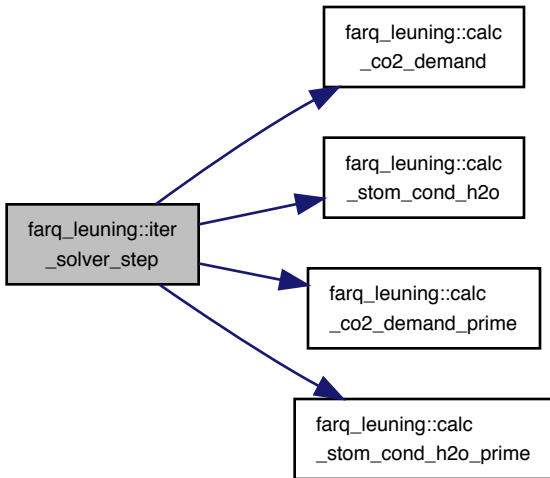 farq_leuning::calc
_co2_demand
farq_leuning::calc
_stom_cond_h2o
farq_leuning::iter
_solver_step
farq_leuning::calc
_co2_demand_prime
farq_leuning::calc
_stom_cond_h2o_prime